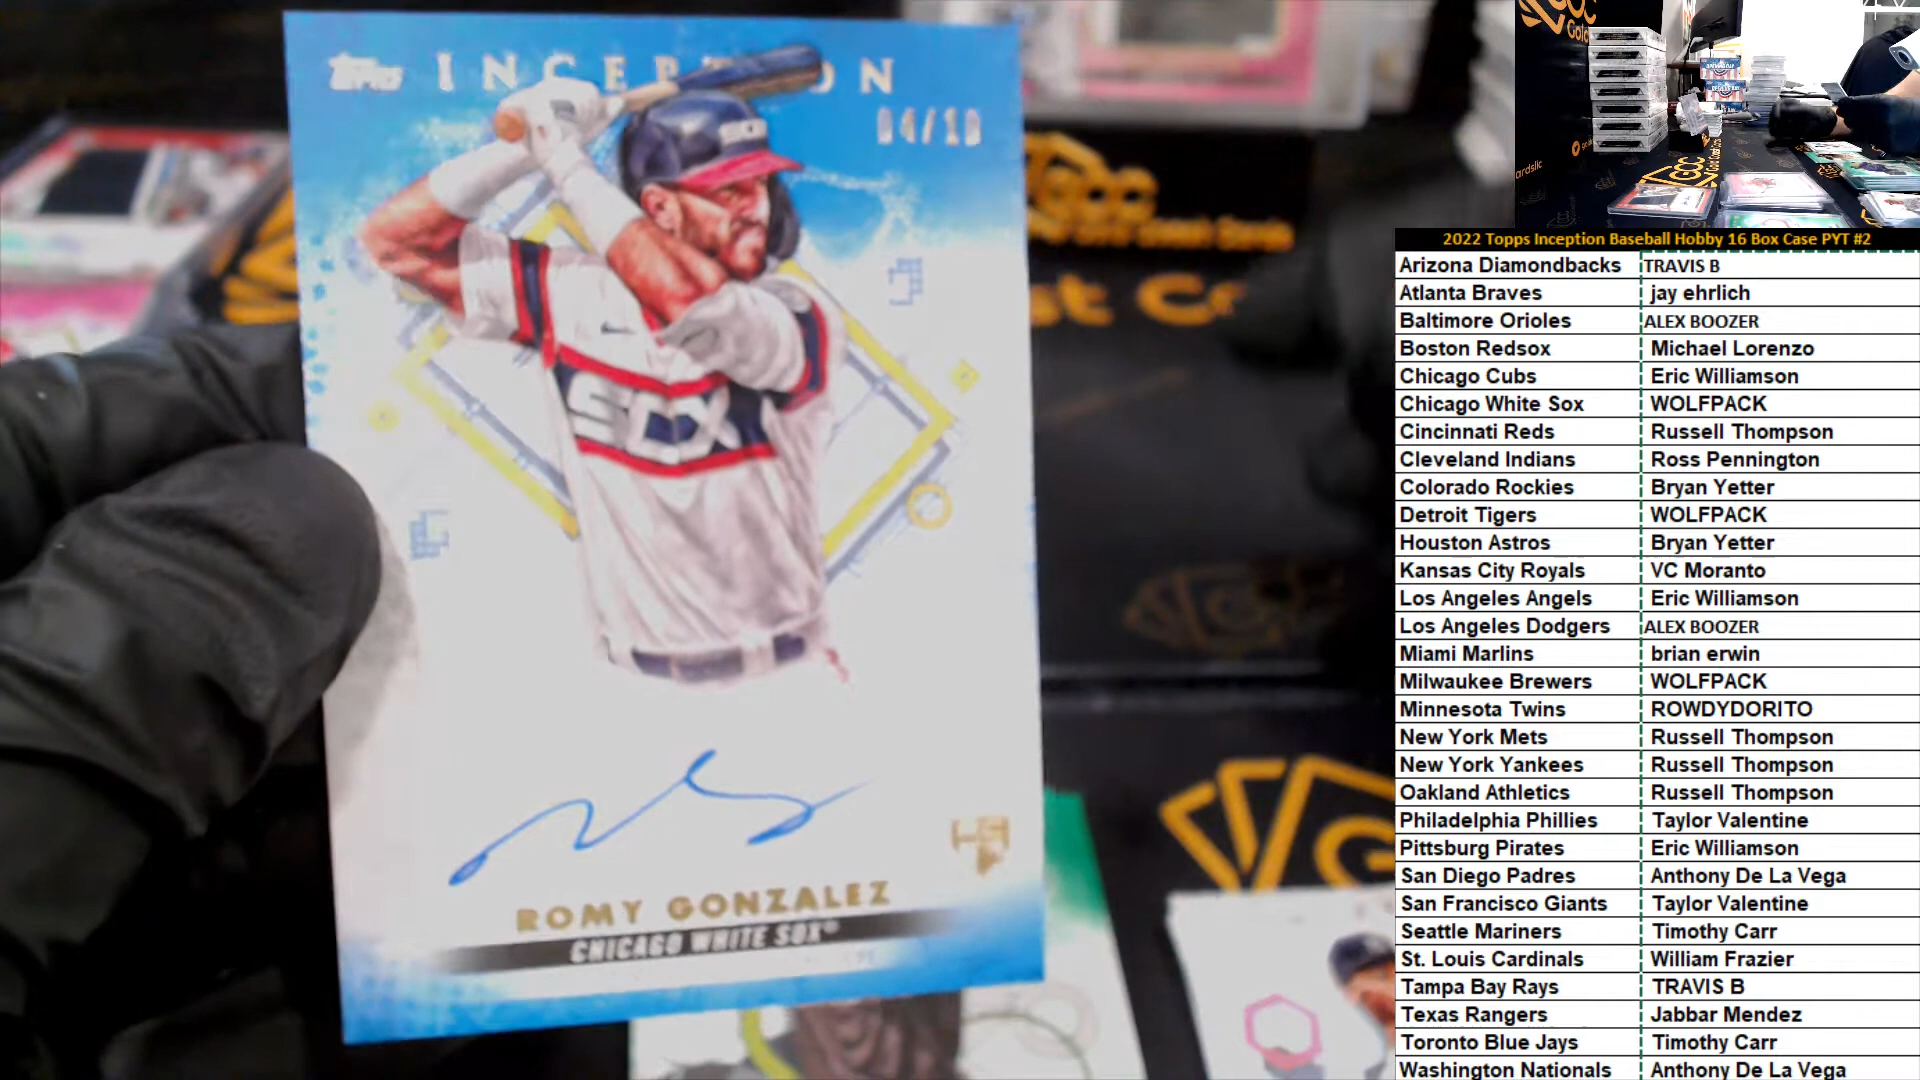 TOPPS INCEPTION
04/10
SOX
SOX
ROMY GONZALEZ
CHICAGO WHITE SOX
GCC
2022 Topps Inception Baseball Hobby 16 Box Case PYT #2
Arizona Diamondbacks TRAVIS B
Atlanta Braves jay ehrlich
Baltimore Orioles ALEX BOOZER
Boston Redsox Michael Lorenzo
Chicago Cubs Eric Williamson
Chicago White Sox WOLFPACK
Cincinnati Reds Russell Thompson
Cleveland Indians Ross Pennington
Colorado Rockies Bryan Yetter
Detroit Tigers WOLFPACK
Houston Astros Bryan Yetter
Kansas City Royals VC Moranto
Los Angeles Angels Eric Williamson
Los Angeles Dodgers ALEX BOOZER
Miami Marlins brian erwin
Milwaukee Brewers WOLFPACK
Minnesota Twins ROWDYDORITO
New York Mets Russell Thompson
New York Yankees Russell Thompson
Oakland Athletics Russell Thompson
Philadelphia Phillies Taylor Valentine
Pittsburg Pirates Eric Williamson
San Diego Padres Anthony De La Vega
San Francisco Giants Taylor Valentine
Seattle Mariners Timothy Carr
St. Louis Cardinals William Frazier
Tampa Bay Rays TRAVIS B
Texas Rangers Jabbar Mendez
Toronto Blue Jays Timothy Carr
Washington Nationals Anthony De La Vega